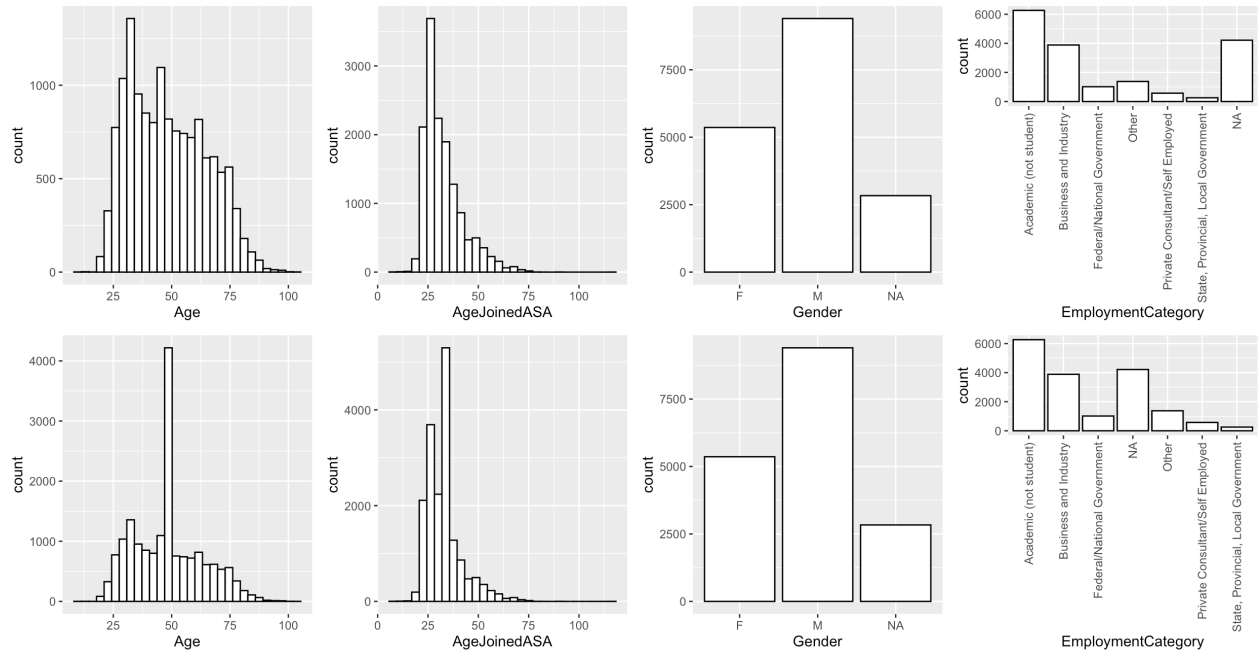 count
1000
500
0
25
50
75
100
Age
count
3000
2000
1000
0
0
25
50
75
100
AgeJoinedASA
count
7500
5000
2500
0
F
M
NA
Gender
count
6000
4000
2000
0
Academic (not student)
Business and Industry
Federal/National Government
Other
Private Consultant/Self Employed
State, Provincial, Local Government
NA
EmploymentCategory
count
4000
3000
2000
1000
0
25
50
75
100
Age
count
4000
2000
0
0
25
50
75
100
AgeJoinedASA
count
7500
5000
2500
0
F
M
NA
Gender
count
6000
4000
2000
0
Academic (not student)
Business and Industry
Federal/National Government
NA
Other
Private Consultant/Self Employed
State, Provincial, Local Government
EmploymentCategory